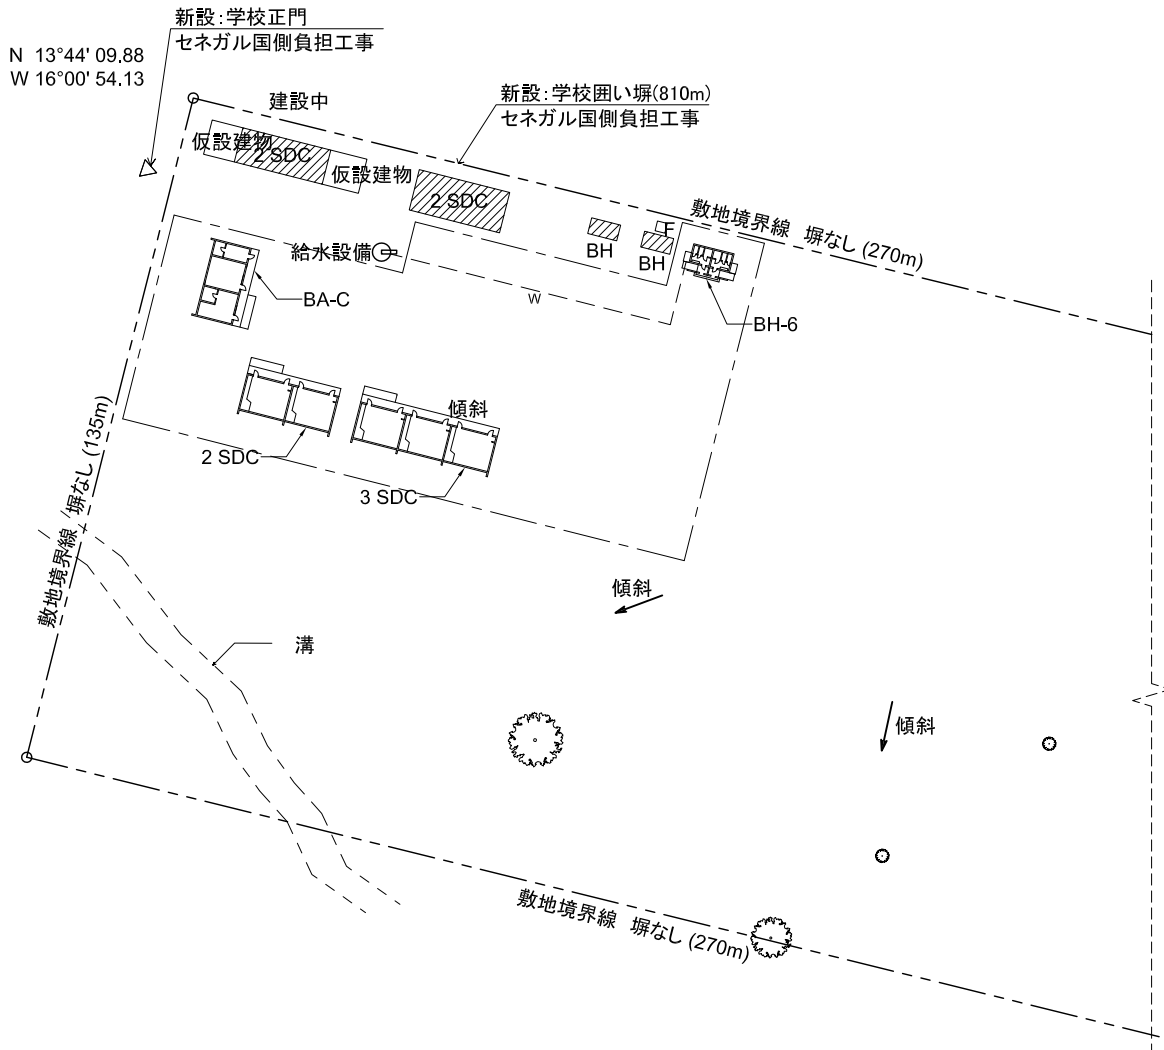 新設：学校正門
セネガル国側負担工事
N 13°44' 09.88
W 16°00' 54.13
建設中
新設：学校囲い塀(810m)
セネガル国側負担工事
仮設建物
2 SDC
仮設建物
2 SDC
敷地境界線 塀なし (270m)
F
BH
BH
給水設備
W
BA-C
BH-6
傾斜
2 SDC
3 SDC
敷地境界線 塀なし (135m)
傾斜
溝
傾斜
敷地境界線 塀なし (270m)